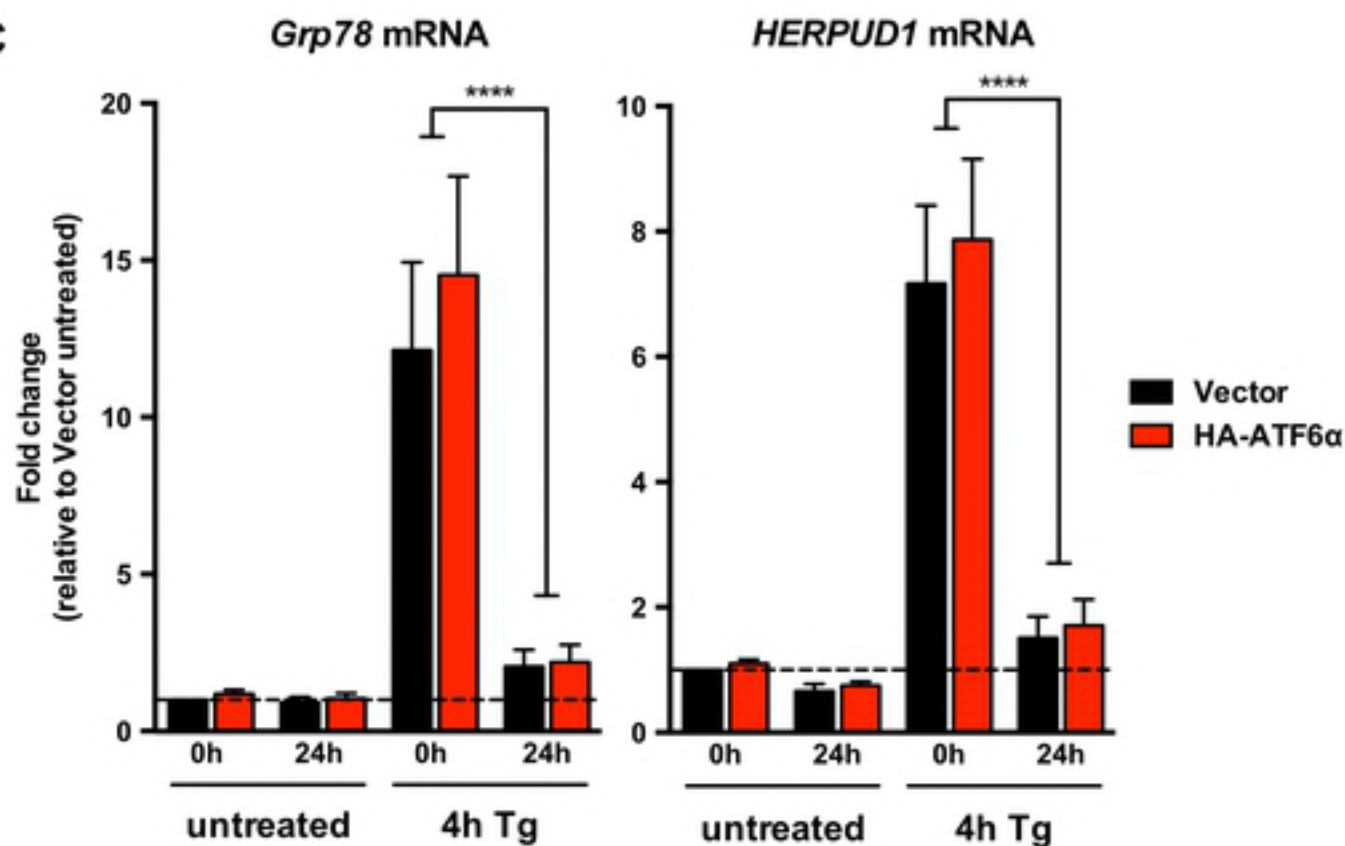 C
Grp78 mRNA
HERPUD1 mRNA
Fold change
(relative to Vector untreated)
20
15
10
5
0
****
0h
24h
0h
24h
untreated
4h Tg
10
8
6
4
2
0
****
0h
24h
0h
24h
untreated
4h Tg
Vector
HA-ATF6α